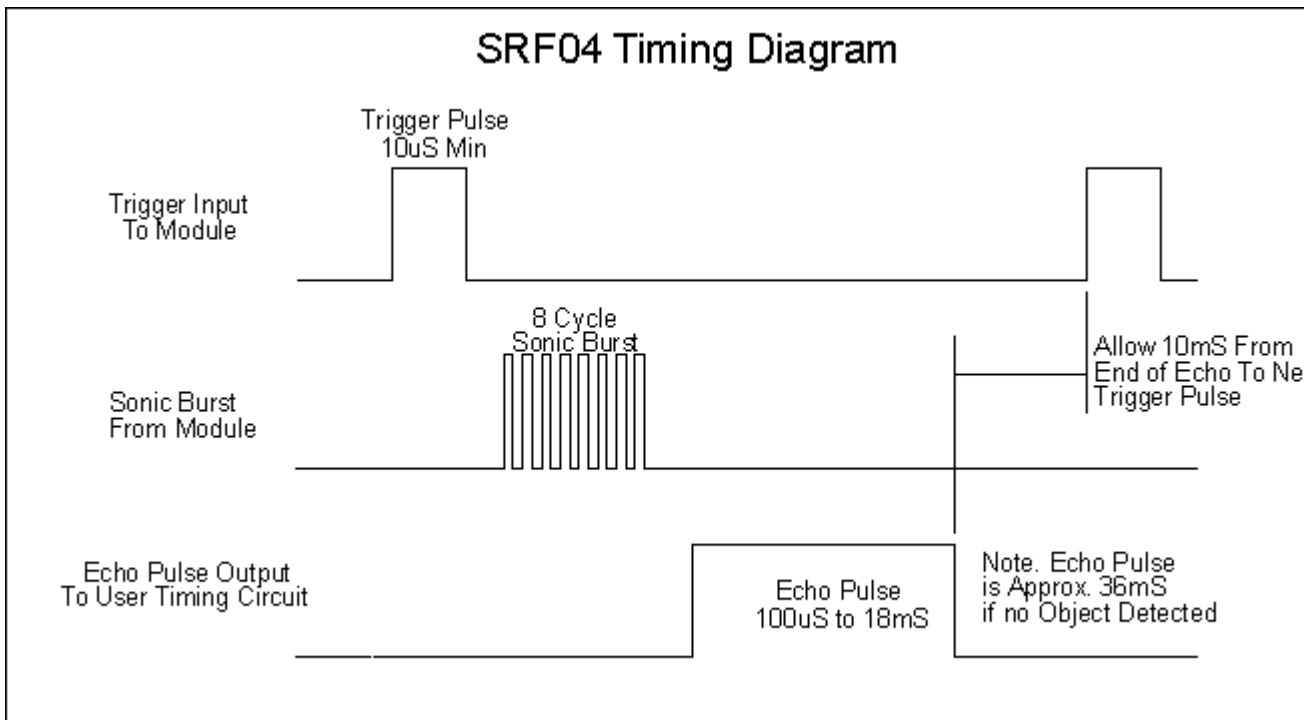 SRF04 Timing Diagram
Trigger Pulse
10uS Min
Trigger Input
To Module
8 Cycle
Sonic Burst
Allow 10mS From
End of Echo To Ne
Trigger Pulse
Sonic Burst
From Module
Echo Pulse Output
To User Timing Circuit
Echo Pulse
100uS to 18mS
Note. Echo Pulse
is Approx. 36mS
if no Object Detected